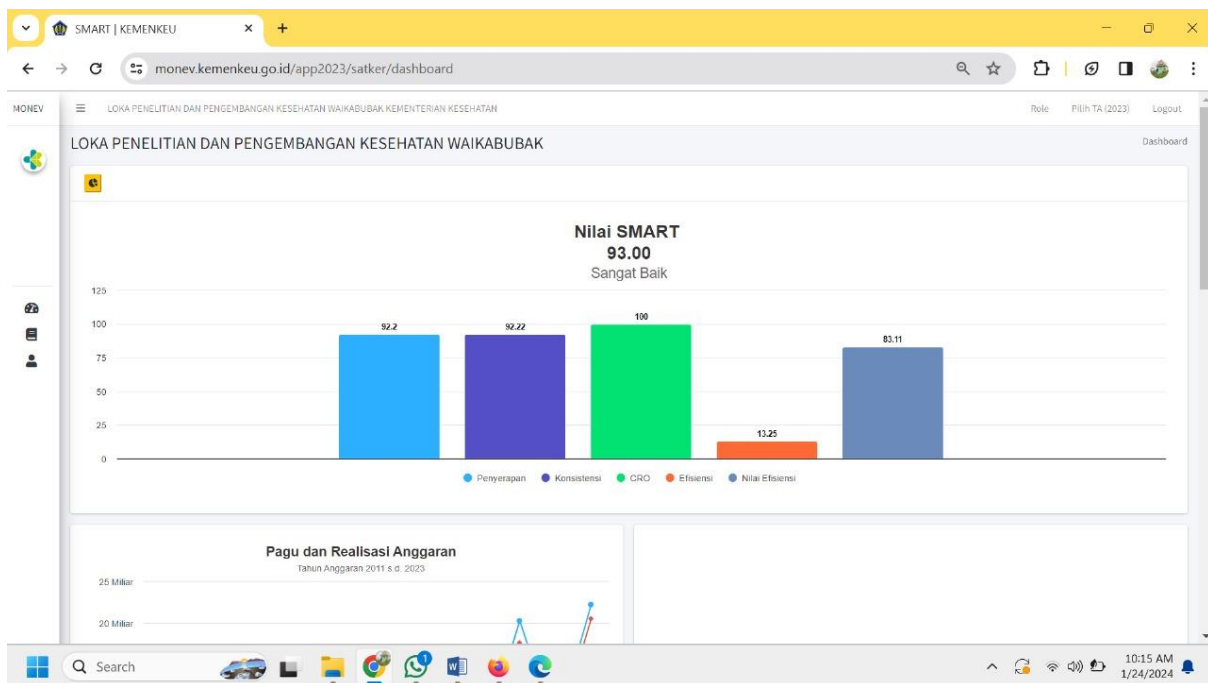 SMART | KEMENKEU
monev.kemenkeu.go.id/app2023/satker/dashboard
MONEV
LOKA PENELITIAN DAN PENGEMBANGAN KESEHATAN WAIKABUBAK KEMENTERIAN KESEHATAN
Role Pilih TA (2023) Logout
LOKA PENELITIAN DAN PENGEMBANGAN KESEHATAN WAIKABUBAK
Dashboard
Nilai SMART
93.00
Sangat Baik
125
100
75
50
25
0
92.2
92.22
100
13.25
83.11
Penyerapan Konsistensi CRO Efisiensi Nilai Efisiensi
Pagu dan Realisasi Anggaran
Tahun Anggaran 2011 s.d. 2023
25 Miliar
20 Miliar
Search
1
10:15 AM
1/24/2024